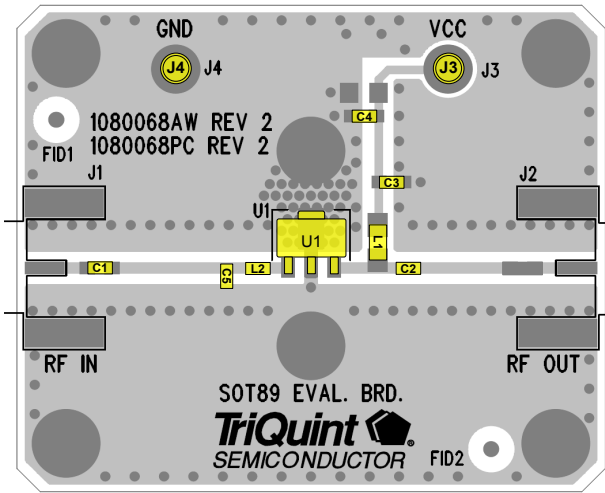 GND
VCC
J4
J4
J3
J3
C4
1080068AW REV 2
1080068PC REV 2
FID1
C3
J1
J2
U1
U1
L1
C1
C5
L2
C2
RF IN
RF OUT
SOT89 EVAL. BRD.
TriQuint
SEMICONDUCTOR
FID2